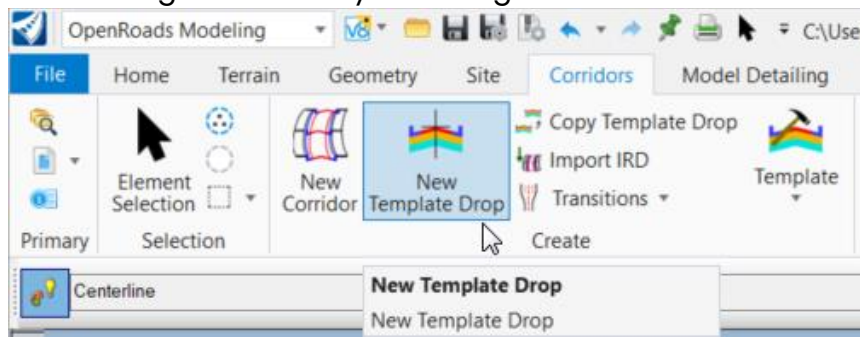 OpenRoads Modeling
C:\Use
File Home Terrain Geometry Site Corridors Model Detailing
Element Selection
New Corridor
New Template Drop
Copy Template Drop
Import IRD
Transitions
Template
Primary Selection Create
Centerline
New Template Drop
New Template Drop